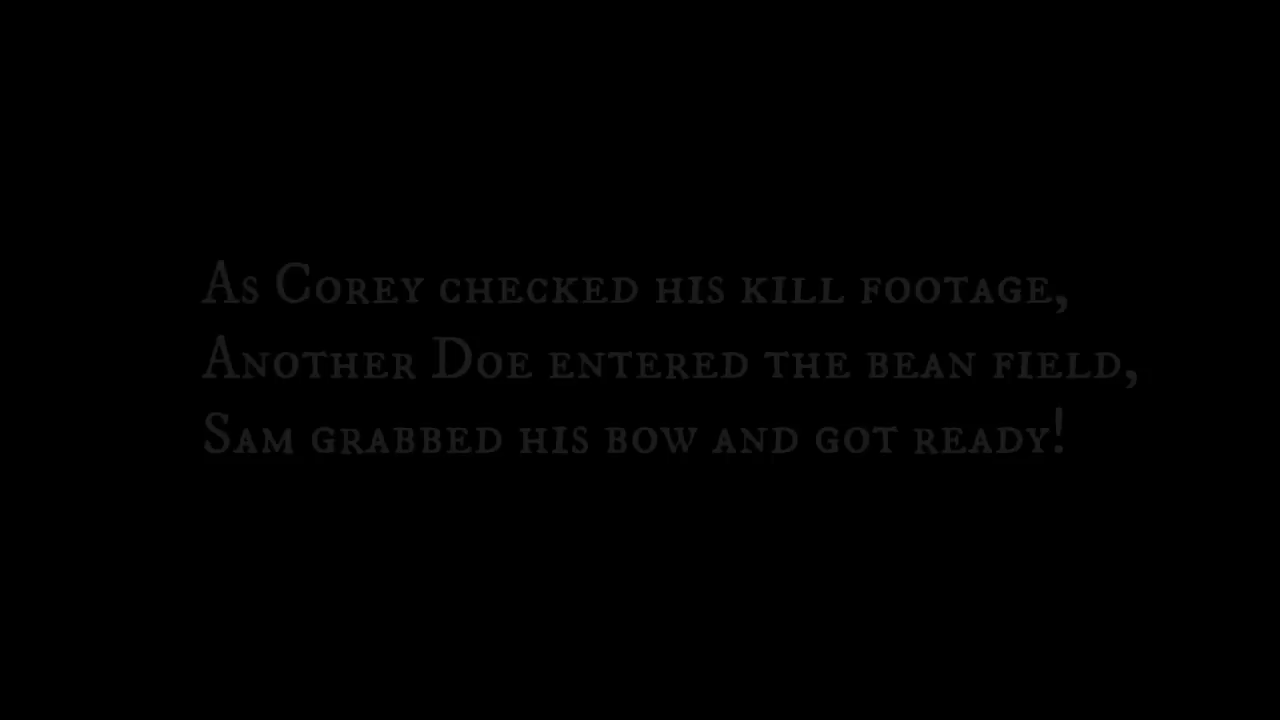 As Corey checked his kill footage,
Another Doe entered the bean field,
Sam grabbed his bow and got ready!